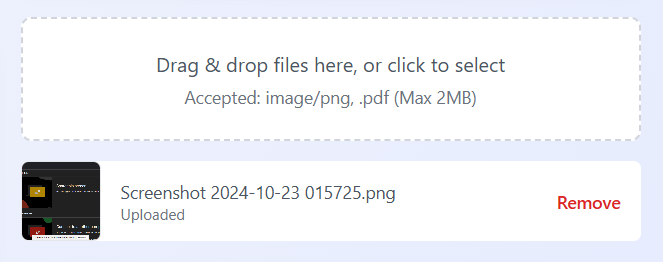 Drag & drop files here, or click to select
Accepted: image/png, .pdf (Max 2MB)
Screenshot 2024-10-23 015725.png
Uploaded
Remove